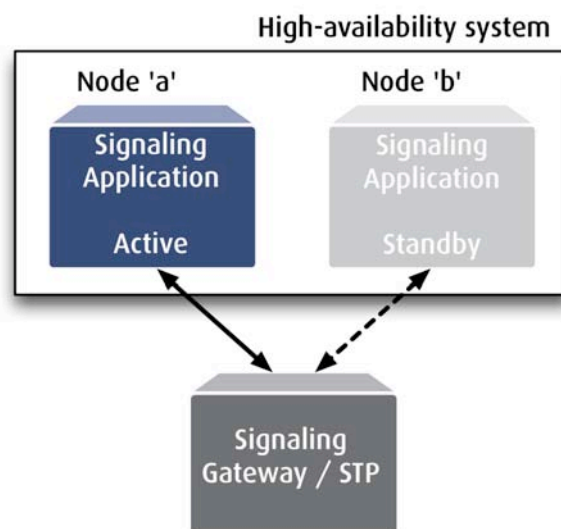 High-availability system
Node 'a'
Node 'b'
Signaling
Application
Active
Signaling
Application
Standby
Signaling
Gateway / STP